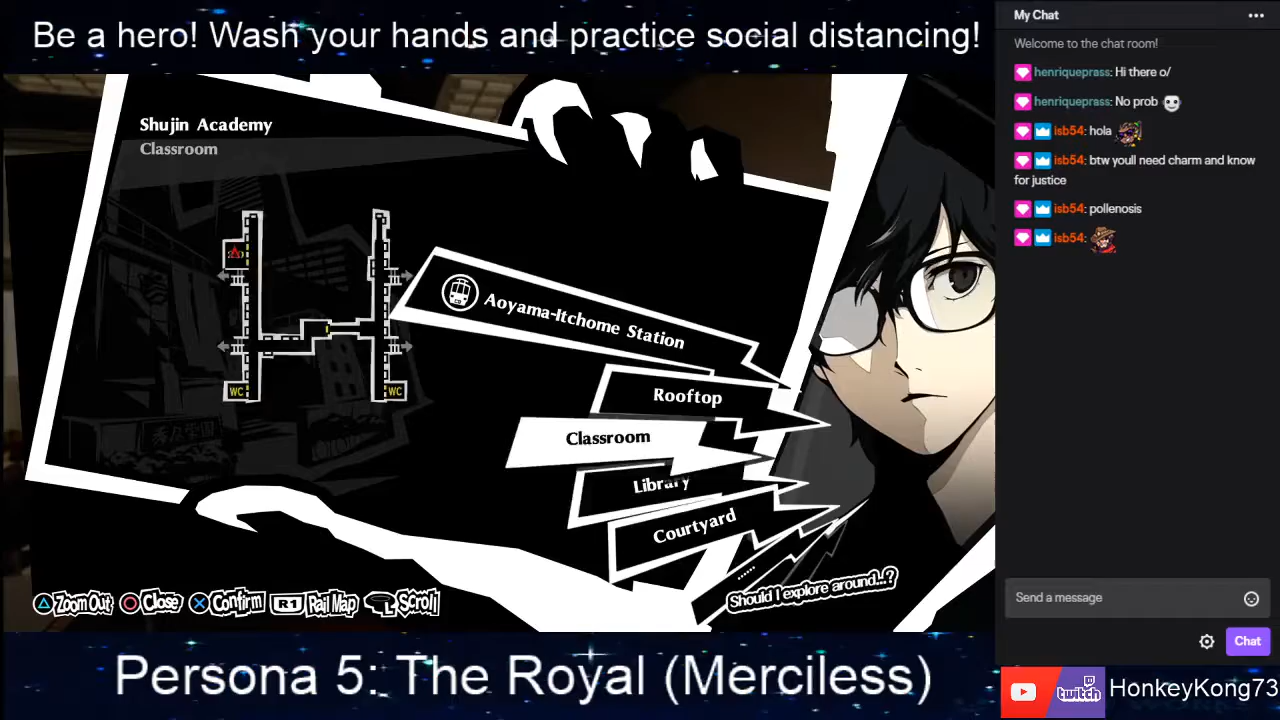 Be a hero! Wash your hands and practice social distancing!
My Chat
Welcome to the chat room!
henriqueprass: Hi there o/
henriqueprass: No prob
isb54: hola
isb54: btw youll need charm and know
for justice
isb54: pollenosis
isb54:
Shujin Academy
Classroom
WC
WC
Aoyama-Itchome Station
Rooftop
Classroom
Library
Courtyard
Should I explore around...?
Zoom Out
Close
Confirm
R1 Rail Map
L Scroll
Send a message
Chat
Persona 5: The Royal (Merciless)
twitch
HonkeyKong73